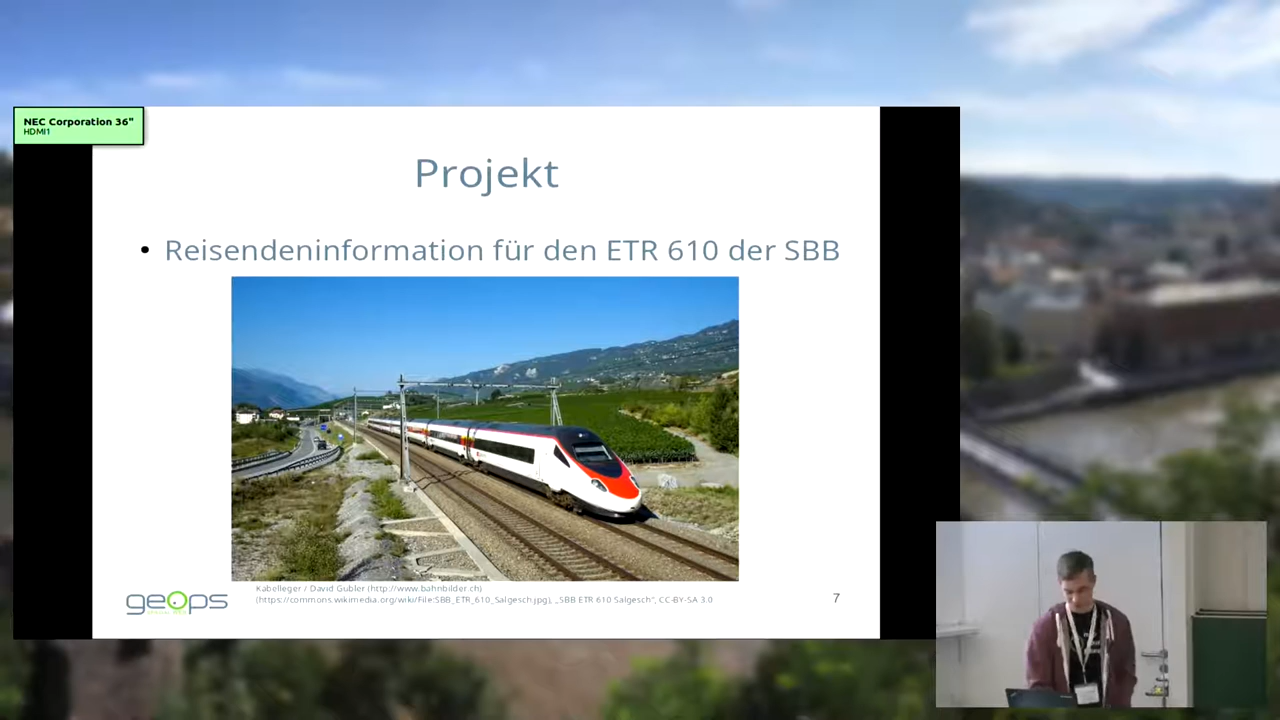 NEC Corporation 36"
HDMI1
Projekt
• Reisendeninformation für den ETR 610 der SBB
Kabelleger / David Gubler (http://www.bahnbilder.ch)
(https://commons.wikimedia.org/wiki/File:SBB_ETR_610_Salgesch.jpg), „SBB ETR 610 Salgesch“, CC-BY-SA 3.0
geOps
7